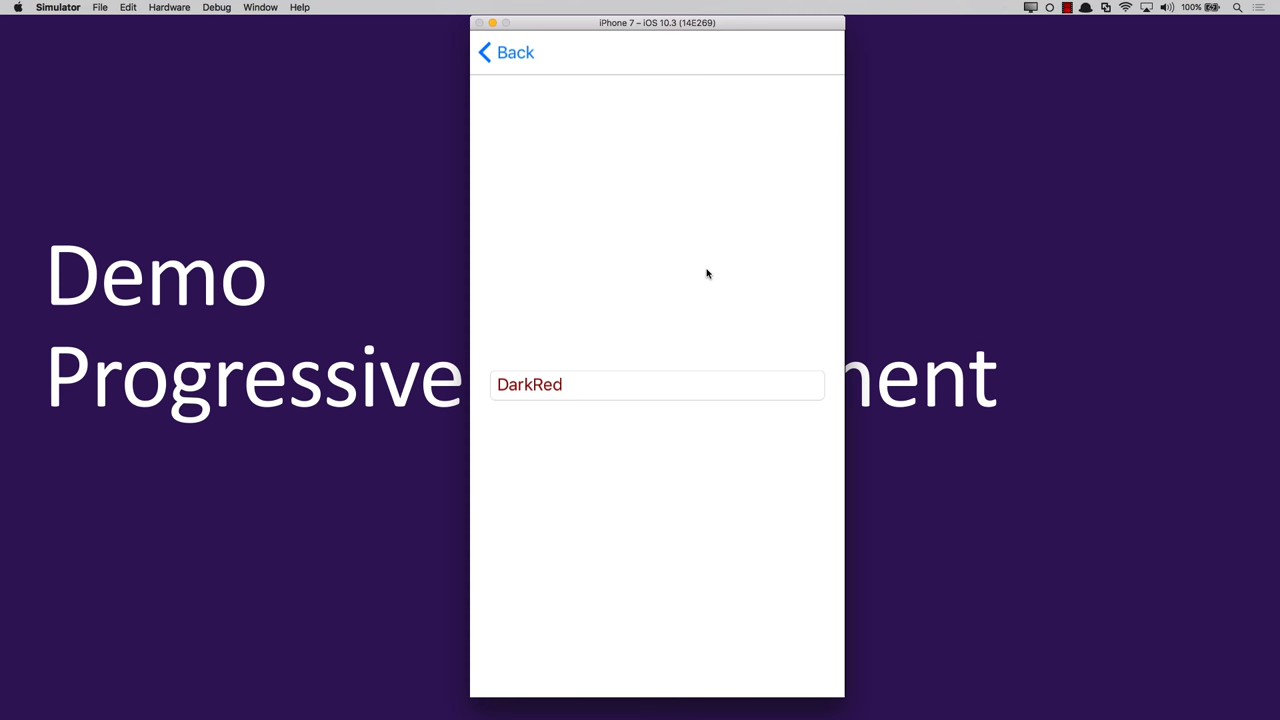 Simulator File Edit Hardware Debug Window Help 100%
iPhone 7 – iOS 10.3 (14E269)
Back
Demo
Progressive
nent
DarkRed